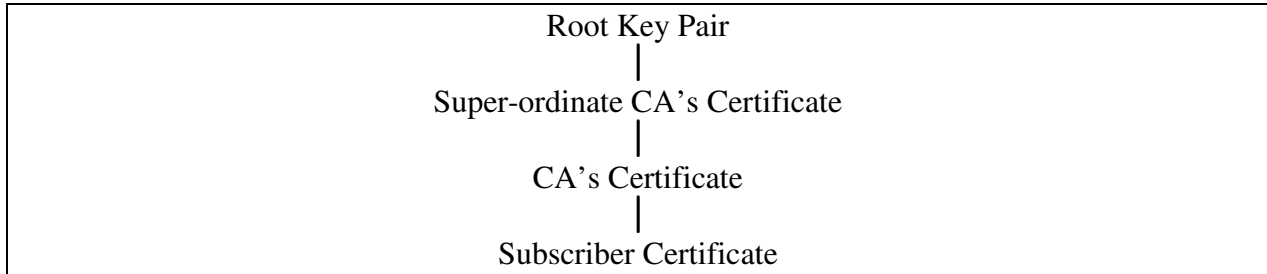 Root Key Pair
Super-ordinate CA’s Certificate
CA’s Certificate
Subscriber Certificate